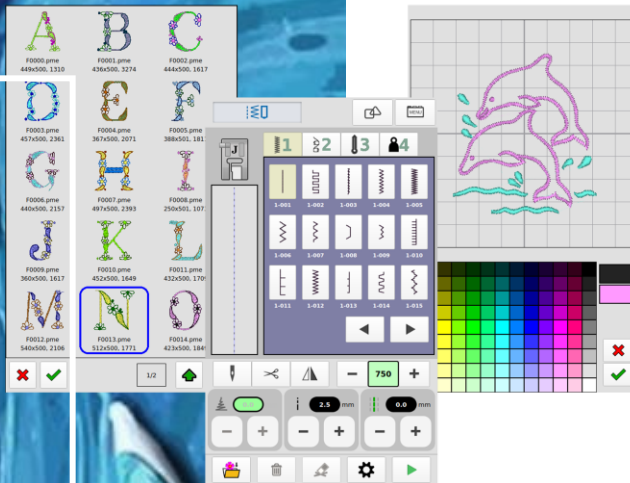 F0000.pme
449x500, 1310
F0001.pme
436x500, 3274
F0002.pme
444x500, 1617
F0003.pme
457x500, 2361
F0004.pme
367x500, 2071
F0005.pme
388x501, 181
F0006.pme
440x500, 2157
F0007.pme
497x500, 2393
F0008.pme
250x501, 107
F0009.pme
360x500, 1617
F0010.pme
452x500, 1649
F0011.pme
432x500, 170
F0012.pme
540x500, 2106
F0013.pme
512x500, 1771
F0014.pme
423x500, 184
1/2
MENU
J
1
2
3
4
1-001
1-002
1-003
1-004
1-005
1-006
1-007
1-008
1-009
1-010
1-011
1-012
1-013
1-014
1-015
750
2.5 mm
0.0 mm